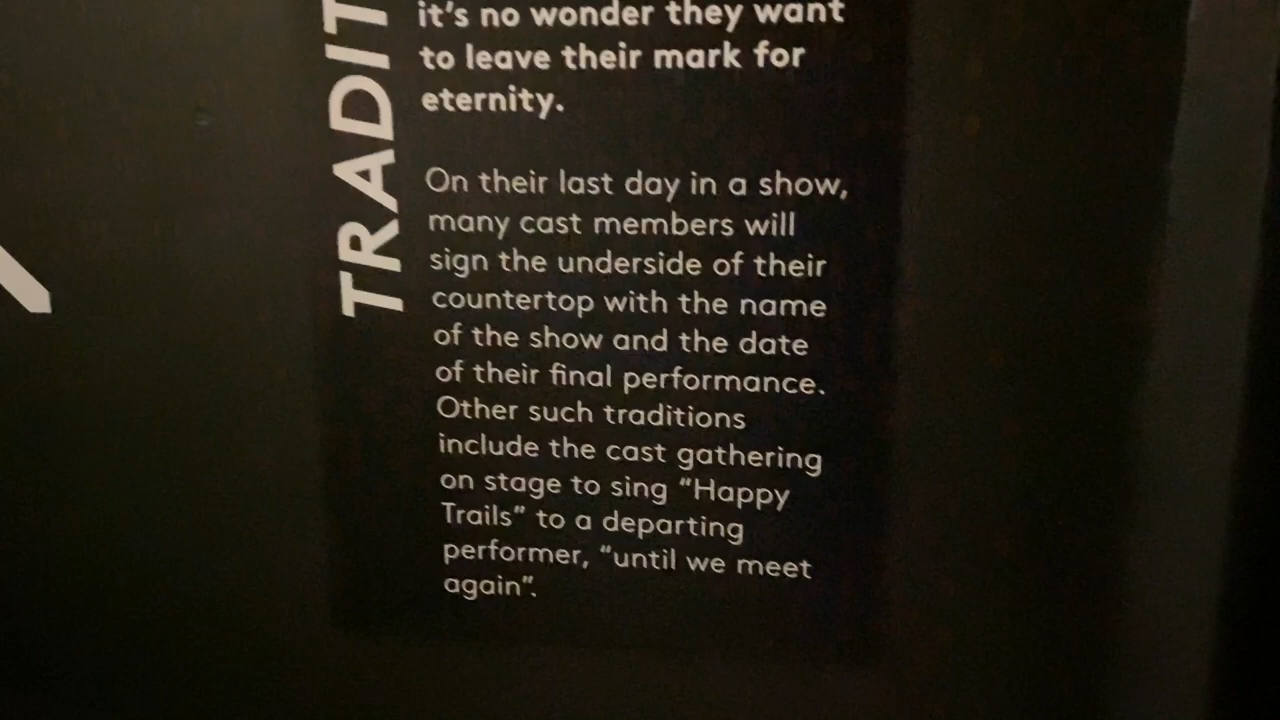 TRADIT
it's no wonder they want
to leave their mark for
eternity.
On their last day in a show,
many cast members will
sign the underside of their
countertop with the name
of the show and the date
of their final performance.
Other such traditions
include the cast gathering
on stage to sing “Happy
Trails” to a departing
performer, “until we meet
again”.